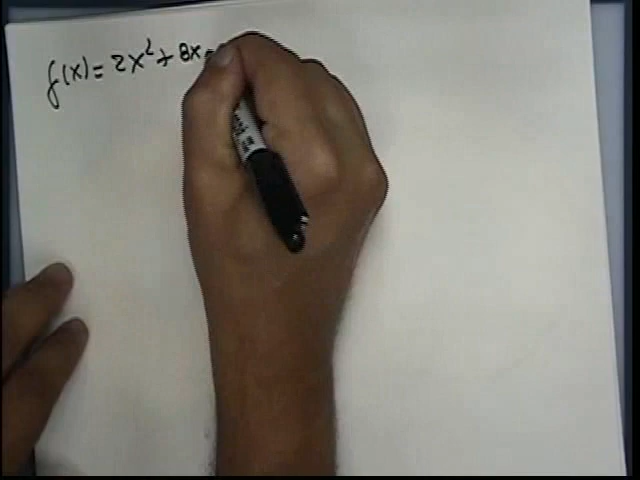 f(x) = 2x² + 8x -